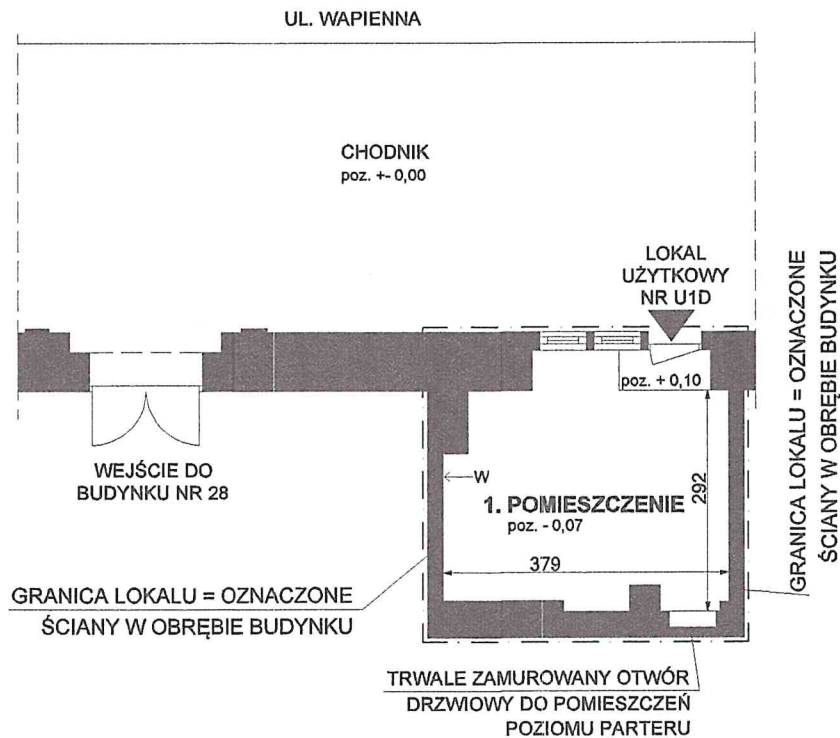 UL. WAPIENNA
CHODNIK
poz. +- 0,00
LOKAL
UŻYTKOWY
NR U1D
GRANICA LOKALU = OZNACZONE
ŚCIANY W OBRĘBIE BUDYNKU
poz. + 0,10
WEJŚCIE DO
BUDYNKU NR 28
W
1. POMIESZCZENIE
poz. - 0,07
292
379
GRANICA LOKALU = OZNACZONE
ŚCIANY W OBRĘBIE BUDYNKU
TRWALE ZAMUROWANY OTWÓR
DRZWIOWY DO POMIESZCZEŃ
POZIOMU PARTERU